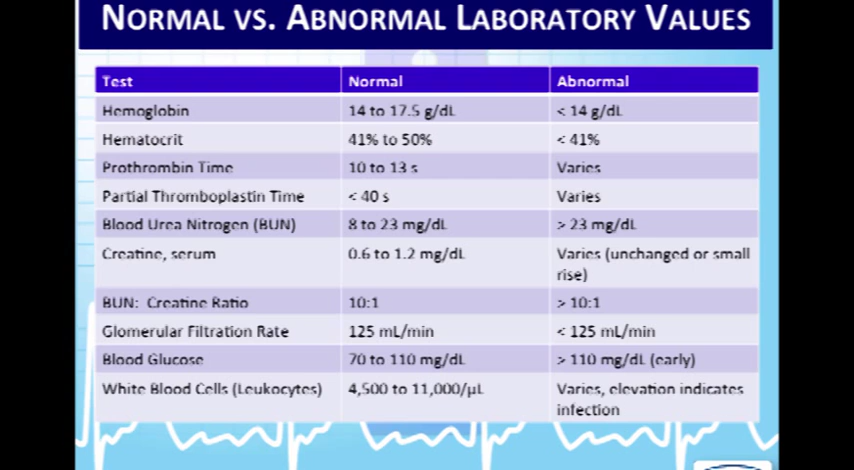 NORMAL VS. ABNORMAL LABORATORY VALUES
Test Normal Abnormal
Hemoglobin 14 to 17.5 g/dL < 14 g/dL
Hematocrit 41% to 50% < 41%
Prothrombin Time 10 to 13 s Varies
Partial Thromboplastin Time < 40 s Varies
Blood Urea Nitrogen (BUN) 8 to 23 mg/dL > 23 mg/dL
Creatine, serum 0.6 to 1.2 mg/dL Varies (unchanged or small
rise)
BUN: Creatine Ratio 10:1 > 10:1
Glomerular Filtration Rate 125 mL/min < 125 mL/min
Blood Glucose 70 to 110 mg/dL > 110 mg/dL (early)
White Blood Cells (Leukocytes) 4,500 to 11,000/µL Varies, elevation indicates
infection